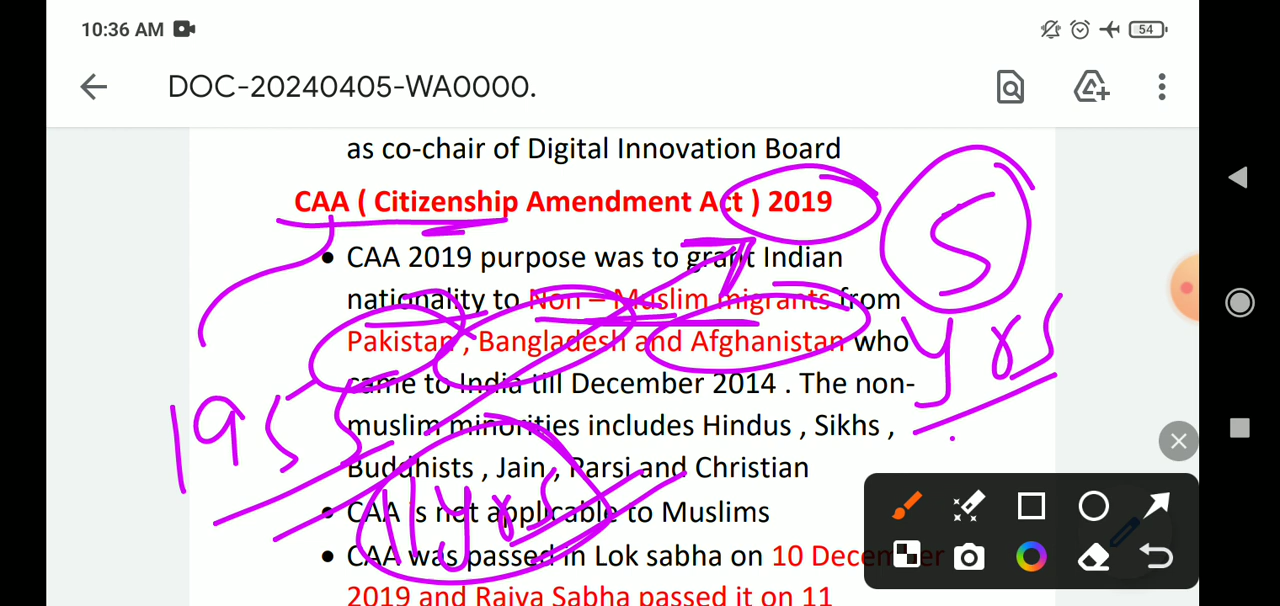 10:36 AM
54
DOC-20240405-WA0000.
as co-chair of Digital Innovation Board
CAA ( Citizenship Amendment Act ) 2019
5
• CAA 2019 purpose was to grant Indian
nationality to Non – Muslim migrants from
yrs
Pakistan , Bangladesh and Afghanistan who
came to India till December 2014 . The non-
1955
muslim minorities includes Hindus , Sikhs ,
Buddhists , Jain , Parsi and Christian
11yrs
• CAA is not applicable to Muslims
• CAA was passed in Lok sabha on 10 December
2019 and Rajya Sabha passed it on 11